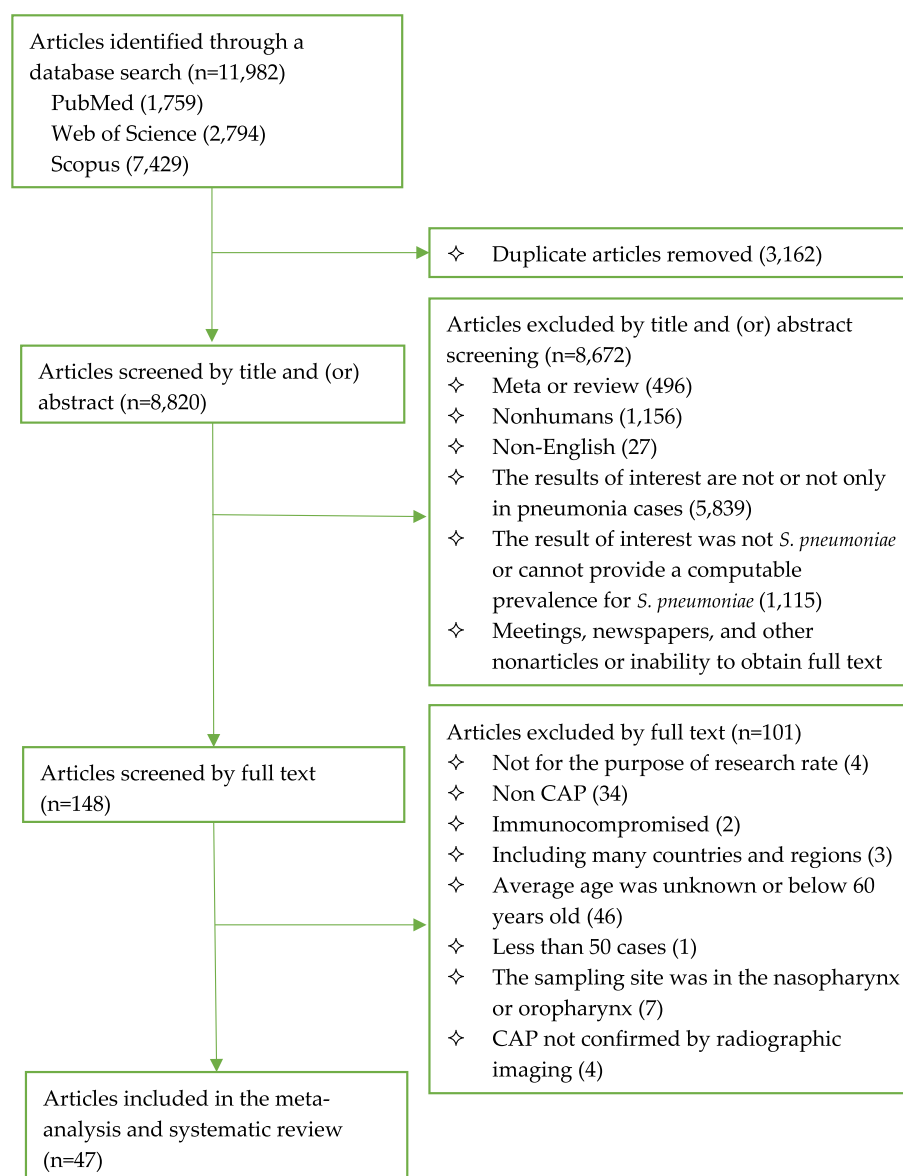 Articles identified through a
database search (n=11,982)
PubMed (1,759)
Web of Science (2,794)
Scopus (7,429)
✧ Duplicate articles removed (3,162)
Articles screened by title and (or)
abstract (n=8,820)
Articles excluded by title and (or) abstract
screening (n=8,672)
✧ Meta or review (496)
✧ Nonhumans (1,156)
✧ Non-English (27)
✧ The results of interest are not or not only
in pneumonia cases (5,839)
✧ The result of interest was not S. pneumoniae
or cannot provide a computable
prevalence for S. pneumoniae (1,115)
✧ Meetings, newspapers, and other
nonarticles or inability to obtain full text
Articles screened by full text
(n=148)
Articles excluded by full text (n=101)
✧ Not for the purpose of research rate (4)
✧ Non CAP (34)
✧ Immunocompromised (2)
✧ Including many countries and regions (3)
✧ Average age was unknown or below 60
years old (46)
✧ Less than 50 cases (1)
✧ The sampling site was in the nasopharynx
or oropharynx (7)
✧ CAP not confirmed by radiographic
imaging (4)
Articles included in the meta-
analysis and systematic review
(n=47)